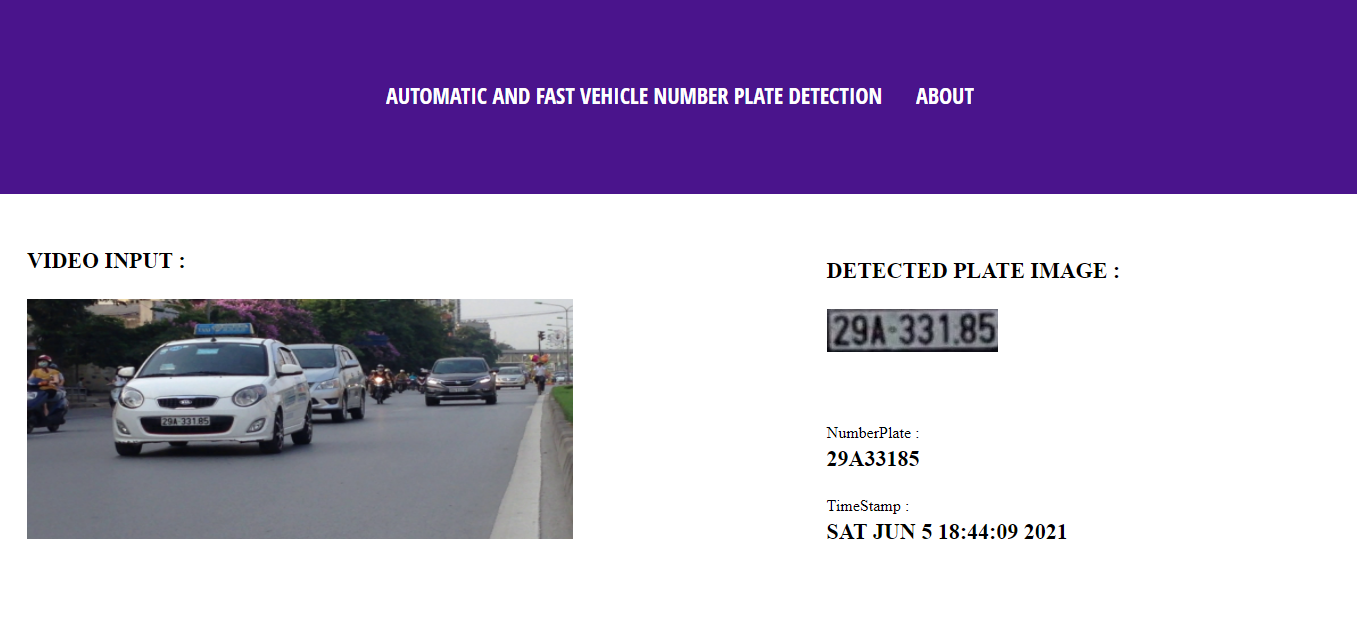 AUTOMATIC AND FAST VEHICLE NUMBER PLATE DETECTION ABOUT
VIDEO INPUT :
29A-331.85
DETECTED PLATE IMAGE :
29A-331.85
NumberPlate :
29A33185
TimeStamp :
SAT JUN 5 18:44:09 2021